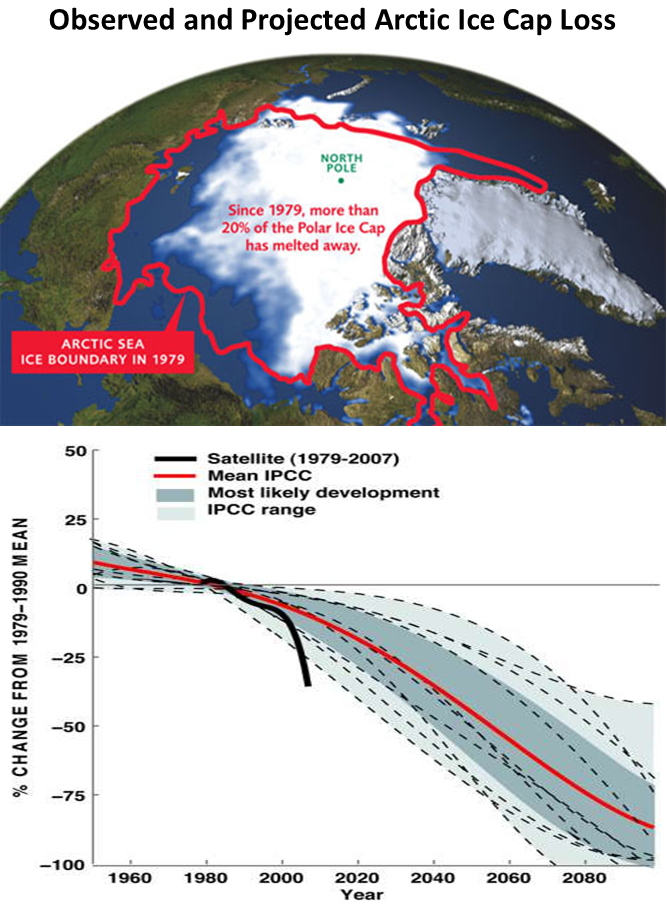 Observed and Projected Arctic Ice Cap Loss
NORTH
POLE
Since 1979, more than
20% of the Polar Ice Cap
has melted away.
ARCTIC SEA
ICE BOUNDARY IN 1979
% CHANGE FROM 1979–1990 MEAN
50
25
0
−25
−50
−75
−100
Satellite (1979-2007)
Mean IPCC
Most likely development
IPCC range
1960 1980 2000 2020 2040 2060 2080
Year